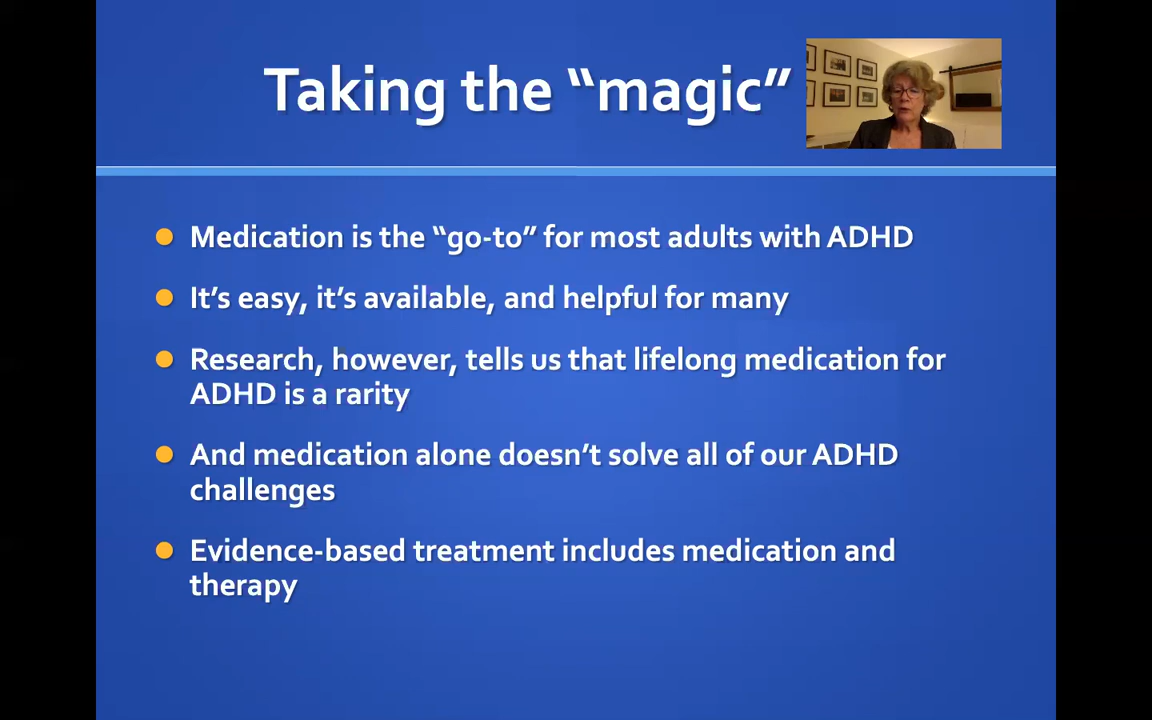 Taking the “magic”
Medication is the “go-to” for most adults with ADHD
It’s easy, it’s available, and helpful for many
Research, however, tells us that lifelong medication for
ADHD is a rarity
And medication alone doesn’t solve all of our ADHD
challenges
Evidence-based treatment includes medication and
therapy